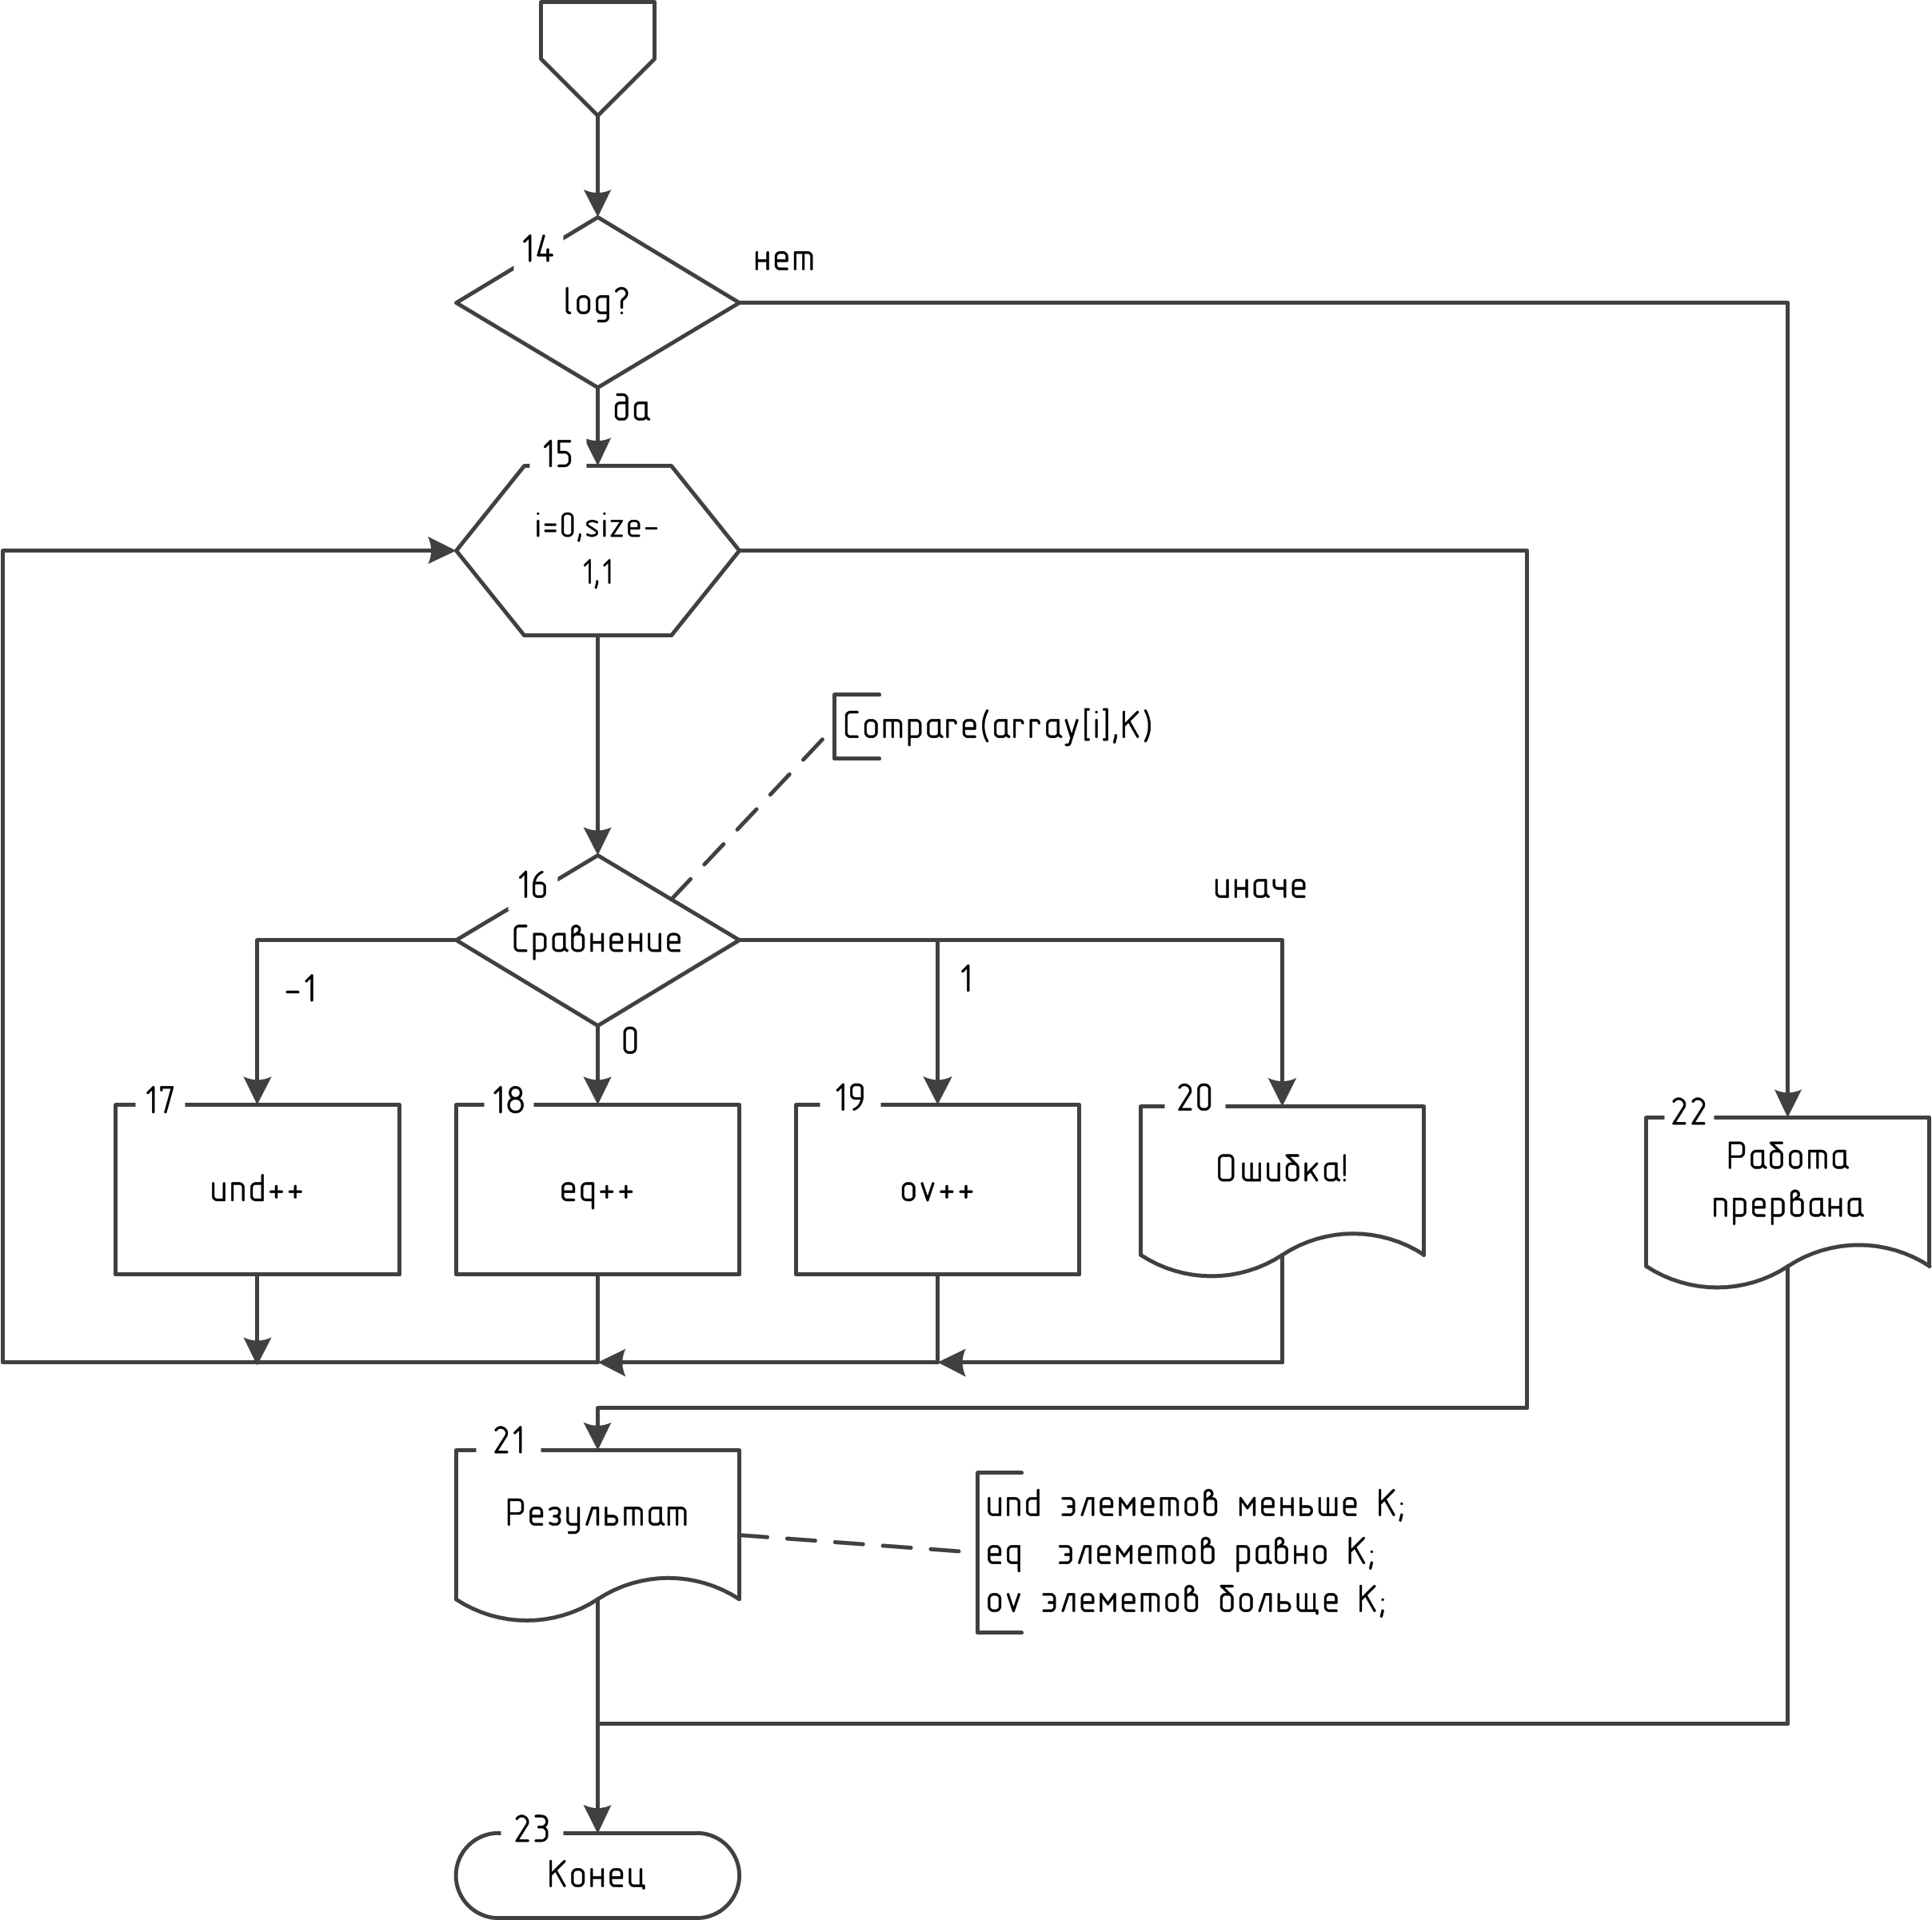 14
log?
нет
да
15
i=0,size-
1,1
Compare(array[i],K)
16
Сравнение
иначе
-1
0
1
17
und++
18
eq++
19
ov++
20
Ошибка!
22
Работа
прервана
21
Результат
und элеметов меньше K;
eq элеметов равно K;
ov элеметов больще K;
23
Конец